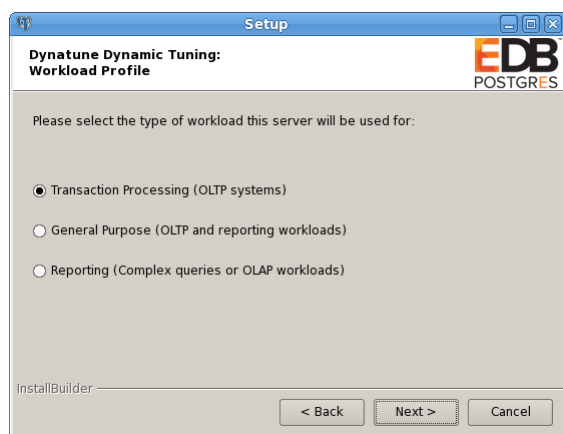 Setup
Dynatune Dynamic Tuning:
Workload Profile
EDB
POSTGRES
Please select the type of workload this server will be used for:
Transaction Processing (OLTP systems)
General Purpose (OLTP and reporting workloads)
Reporting (Complex queries or OLAP workloads)
InstallBuilder
< Back
Next >
Cancel